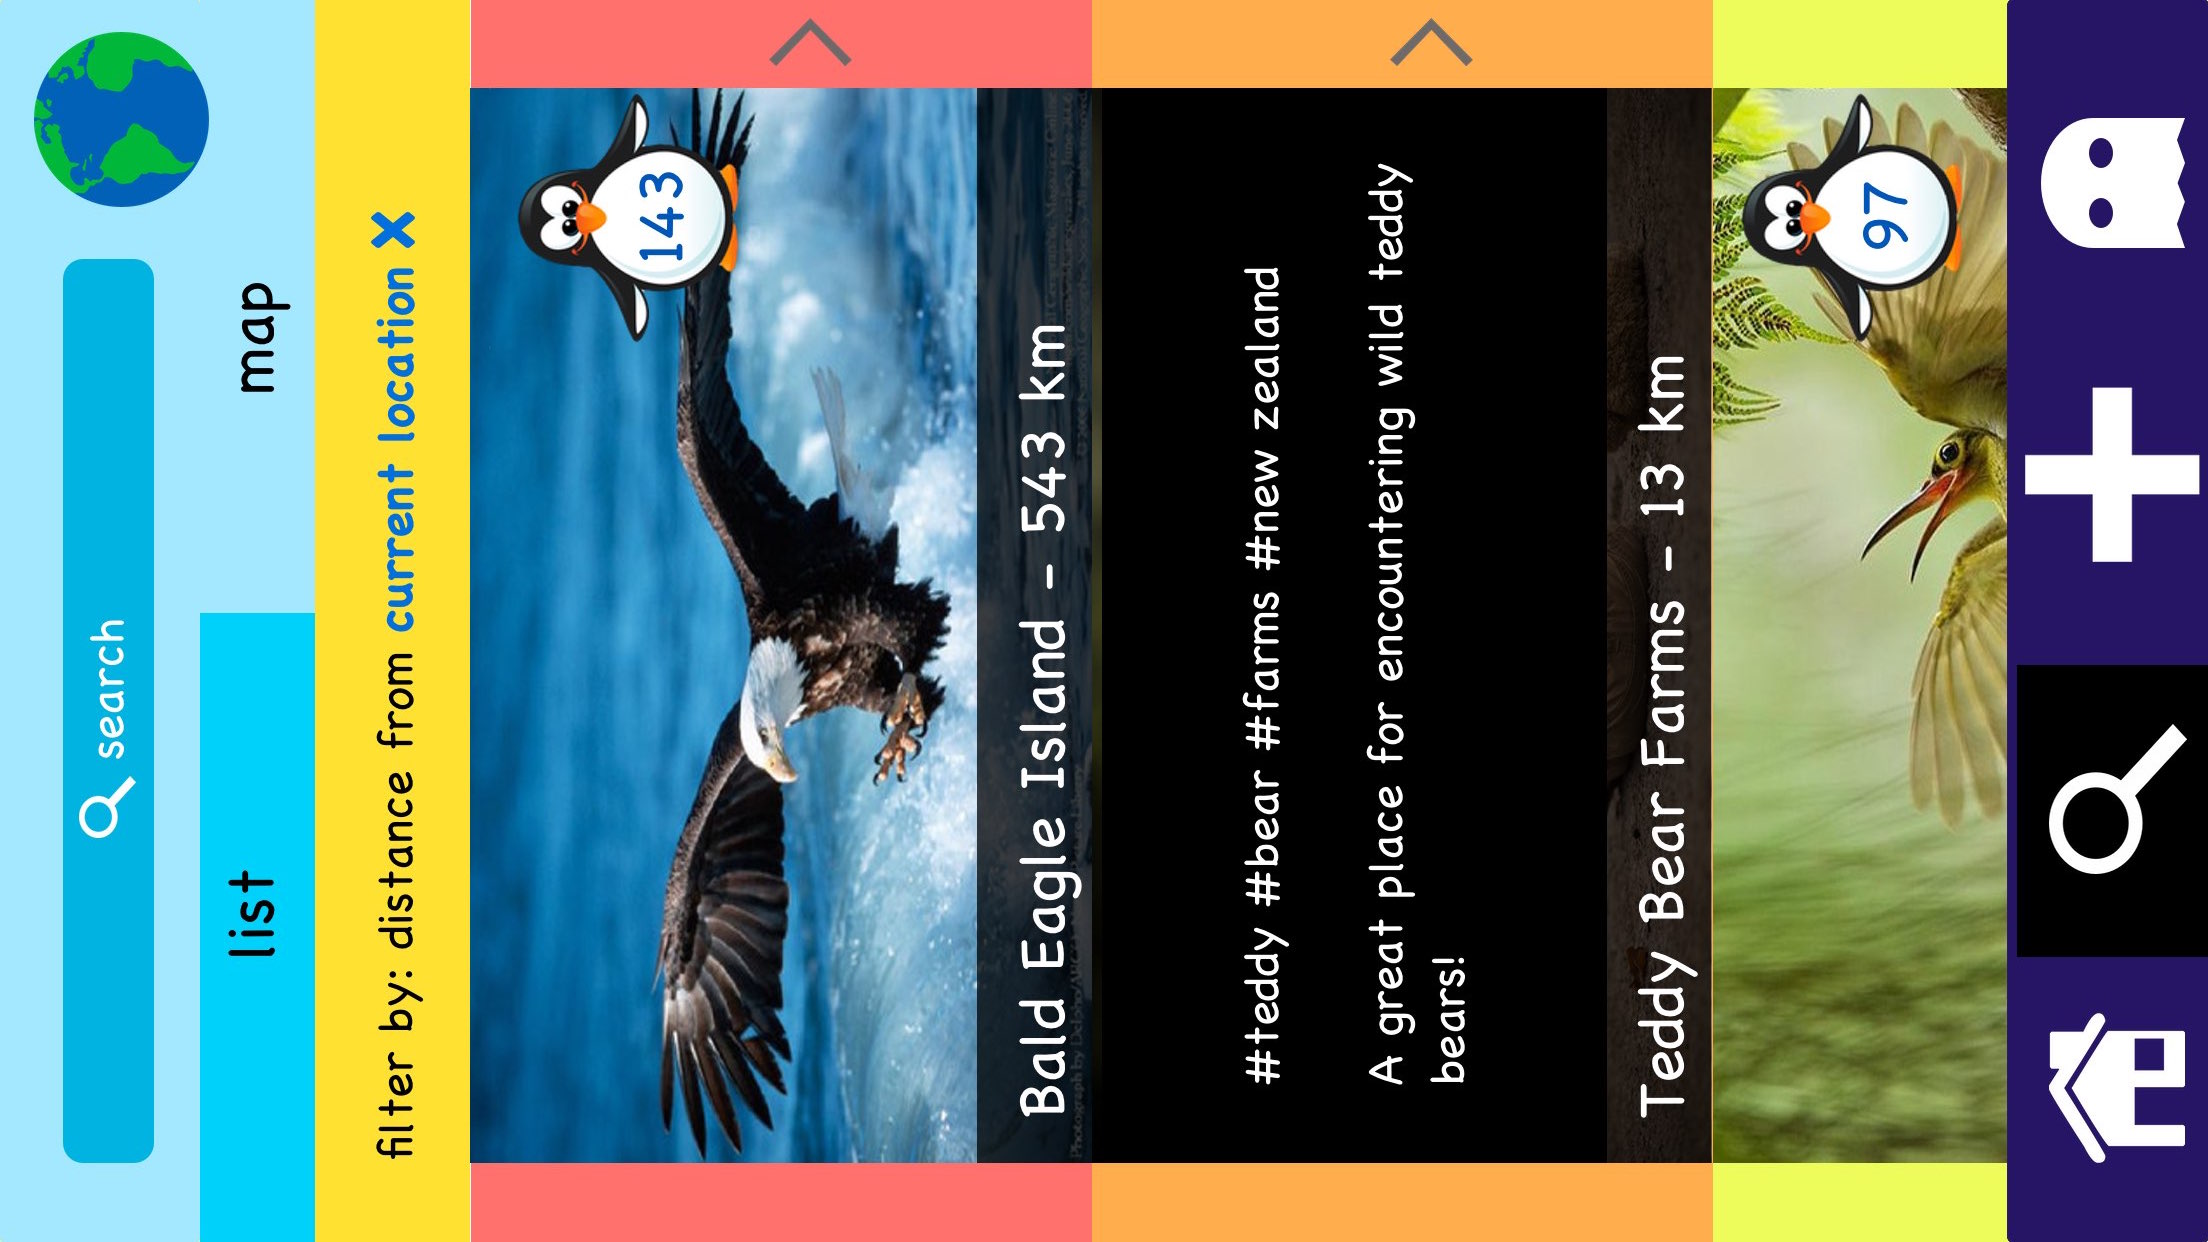 search
list
map
filter by: distance from current location X
143
Bald Eagle Island - 543 km
#teddy #bear #farms #new zealand
A great place for encountering wild teddy
bears!
Teddy Bear Farms - 13 km
97